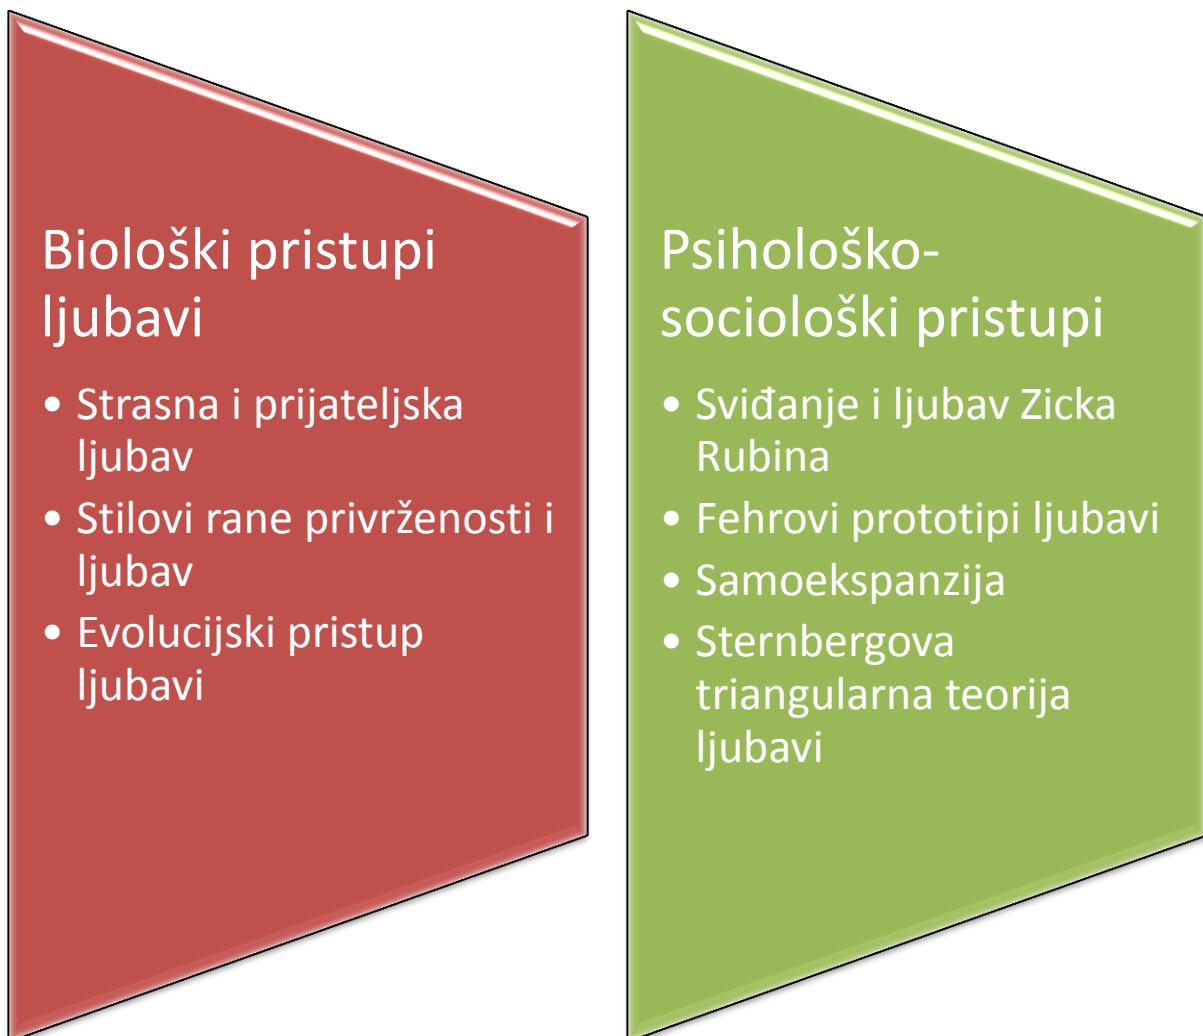 Biološki pristupi
ljubavi
• Strasna i prijateljska
ljubav
• Stilovi rane privrženosti i
ljubav
• Evolucijski pristup
ljubavi
Psihološko-
sociološki pristupi
• Sviđanje i ljubav Zicka
Rubina
• Fehrovi prototipi ljubavi
• Samoekspanzija
• Sternbergova
triangularna teorija
ljubavi